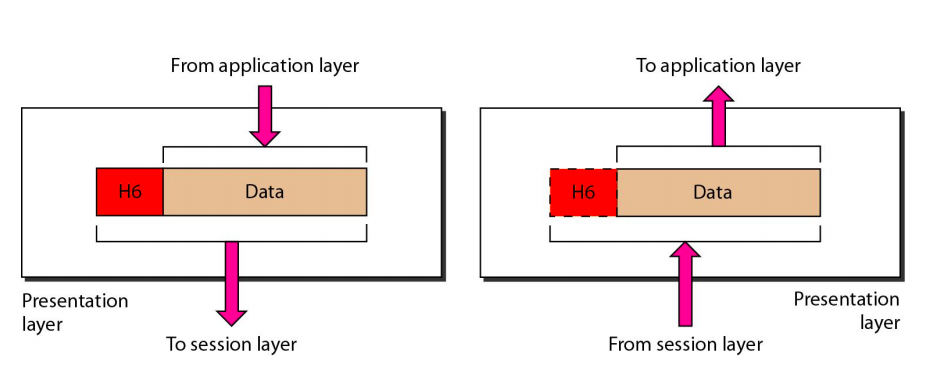 From application layer
H6
Data
Presentation
layer
To session layer
To application layer
H6
Data
Presentation
layer
From session layer